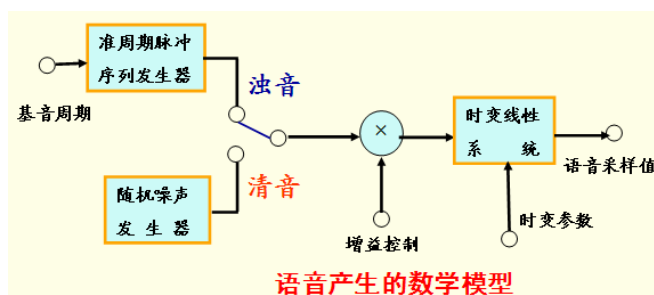 准周期脉冲
序列发生器
基音周期
浊音
×
时变线性
系 统
语音采样值
清音
随机噪声
发 生 器
增益控制
时变参数
语音产生的数学模型